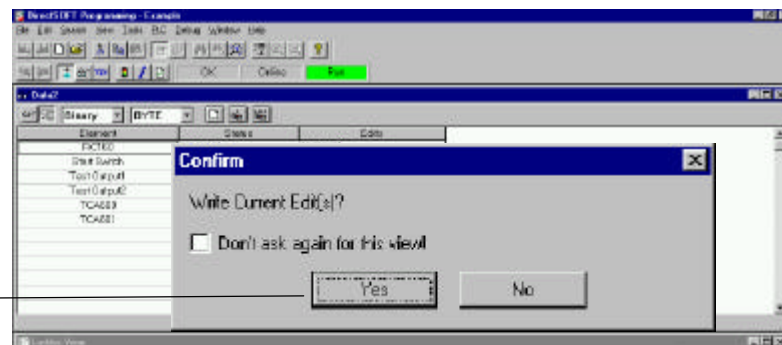 DirectSOFT Programming - Example
File Edit Search View Tools PLC Debug Window Help
OK Online Run
Data2
Binary BYTE
Element Status Edits
Start Switch
Test Output1
Test Output2
Confirm
Write Current Edit(s)?
Don't ask again for this view!
Yes No
Ladder View